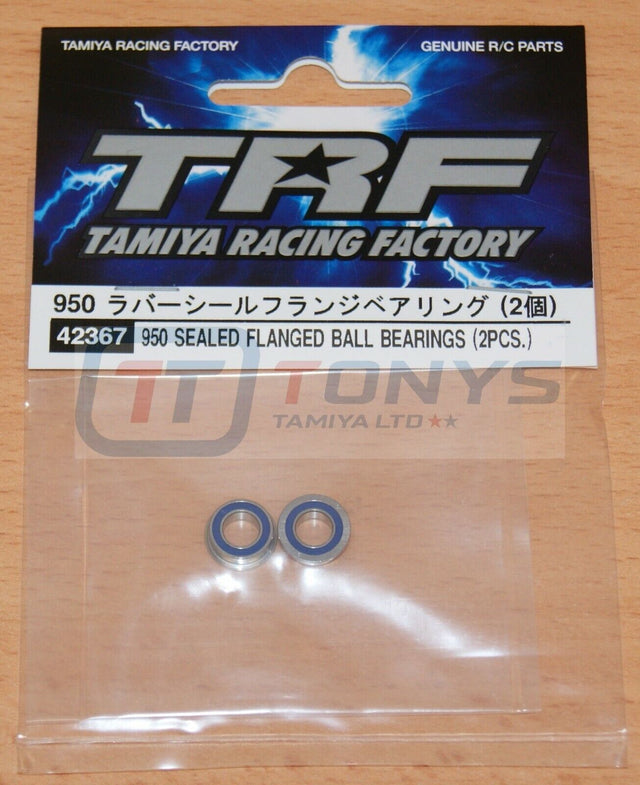 TAMIYA RACING FACTORY
GENUINE R/C PARTS
TRF
TAMIYA RACING FACTORY
950 ラバーシールフランジベアリング (2個)
42367 950 SEALED FLANGED BALL BEARINGS (2PCS.)
TT TONYS
TAMIYA LTD ★★